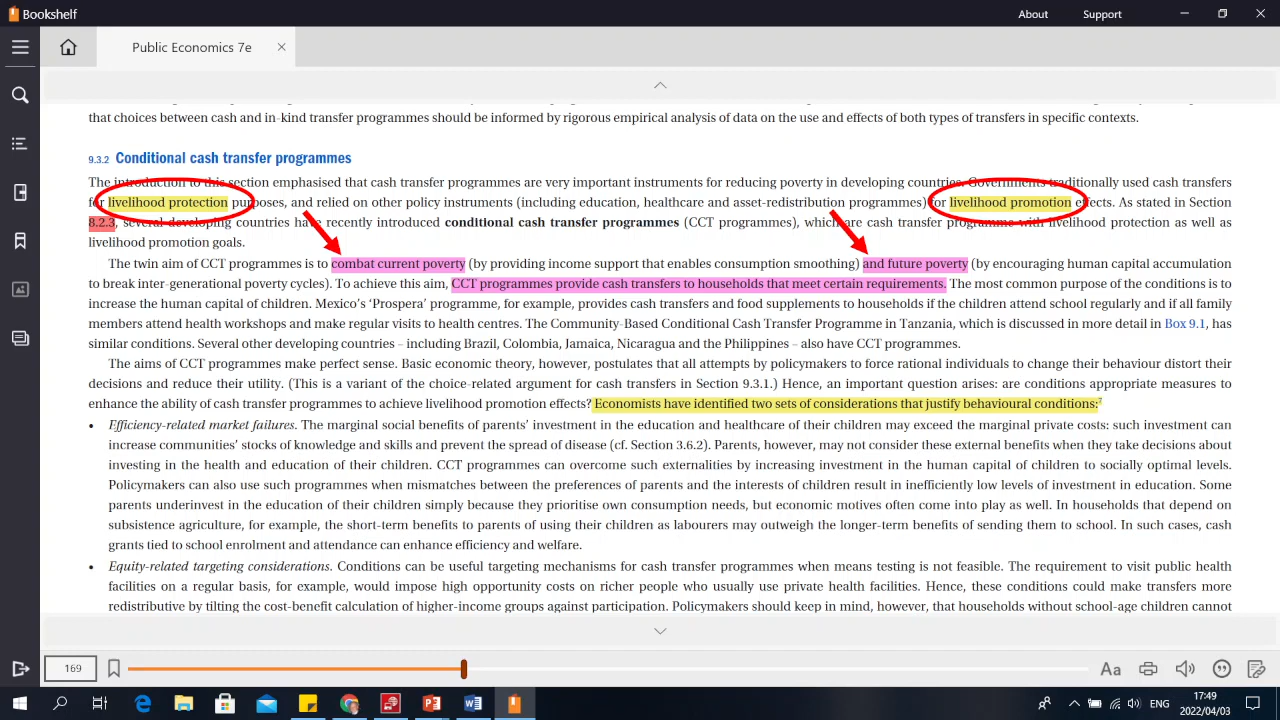 Bookshelf
About
Support
Public Economics 7e
that choices between cash and in-kind transfer programmes should be informed by rigorous empirical analysis of data on the use and effects of both types of transfers in specific contexts.
9.3.2 Conditional cash transfer programmes
The introduction to this section emphasised that cash transfer programmes are very important instruments for reducing poverty in developing countries. Governments traditionally used cash transfers
for livelihood protection purposes, and relied on other policy instruments (including education, healthcare and asset-redistribution programmes) for livelihood promotion effects. As stated in Section
8.2.3, several developing countries have recently introduced conditional cash transfer programmes (CCT programmes), which are cash transfer programme with livelihood protection as well as
livelihood promotion goals.
The twin aim of CCT programmes is to combat current poverty (by providing income support that enables consumption smoothing) and future poverty (by encouraging human capital accumulation
to break inter-generational poverty cycles). To achieve this aim, CCT programmes provide cash transfers to households that meet certain requirements. The most common purpose of the conditions is to
increase the human capital of children. Mexico's 'Prospera' programme, for example, provides cash transfers and food supplements to households if the children attend school regularly and if all family
members attend health workshops and make regular visits to health centres. The Community-Based Conditional Cash Transfer Programme in Tanzania, which is discussed in more detail in Box 9.1, has
similar conditions. Several other developing countries – including Brazil, Colombia, Jamaica, Nicaragua and the Philippines – also have CCT programmes.
The aims of CCT programmes make perfect sense. Basic economic theory, however, postulates that all attempts by policymakers to force rational individuals to change their behaviour distort their
decisions and reduce their utility. (This is a variant of the choice-related argument for cash transfers in Section 9.3.1.) Hence, an important question arises: are conditions appropriate measures to
enhance the ability of cash transfer programmes to achieve livelihood promotion effects? Economists have identified two sets of considerations that justify behavioural conditions:7
• Efficiency-related market failures. The marginal social benefits of parents' investment in the education and healthcare of their children may exceed the marginal private costs: such investment can
increase communities' stocks of knowledge and skills and prevent the spread of disease (cf. Section 3.6.2). Parents, however, may not consider these external benefits when they take decisions about
investing in the health and education of their children. CCT programmes can overcome such externalities by increasing investment in the human capital of children to socially optimal levels.
Policymakers can also use such programmes when mismatches between the preferences of parents and the interests of children result in inefficiently low levels of investment in education. Some
parents underinvest in the education of their children simply because they prioritise own consumption needs, but economic motives often come into play as well. In households that depend on
subsistence agriculture, for example, the short-term benefits to parents of using their children as labourers may outweigh the longer-term benefits of sending them to school. In such cases, cash
grants tied to school enrolment and attendance can enhance efficiency and welfare.
• Equity-related targeting considerations. Conditions can be useful targeting mechanisms for cash transfer programmes when means testing is not feasible. The requirement to visit public health
facilities on a regular basis, for example, would impose high opportunity costs on richer people who usually use private health facilities. Hence, these conditions could make transfers more
redistributive by tilting the cost-benefit calculation of higher-income groups against participation. Policymakers should keep in mind, however, that households without school-age children cannot
169
Aa
ENG
17:49
2022/04/03